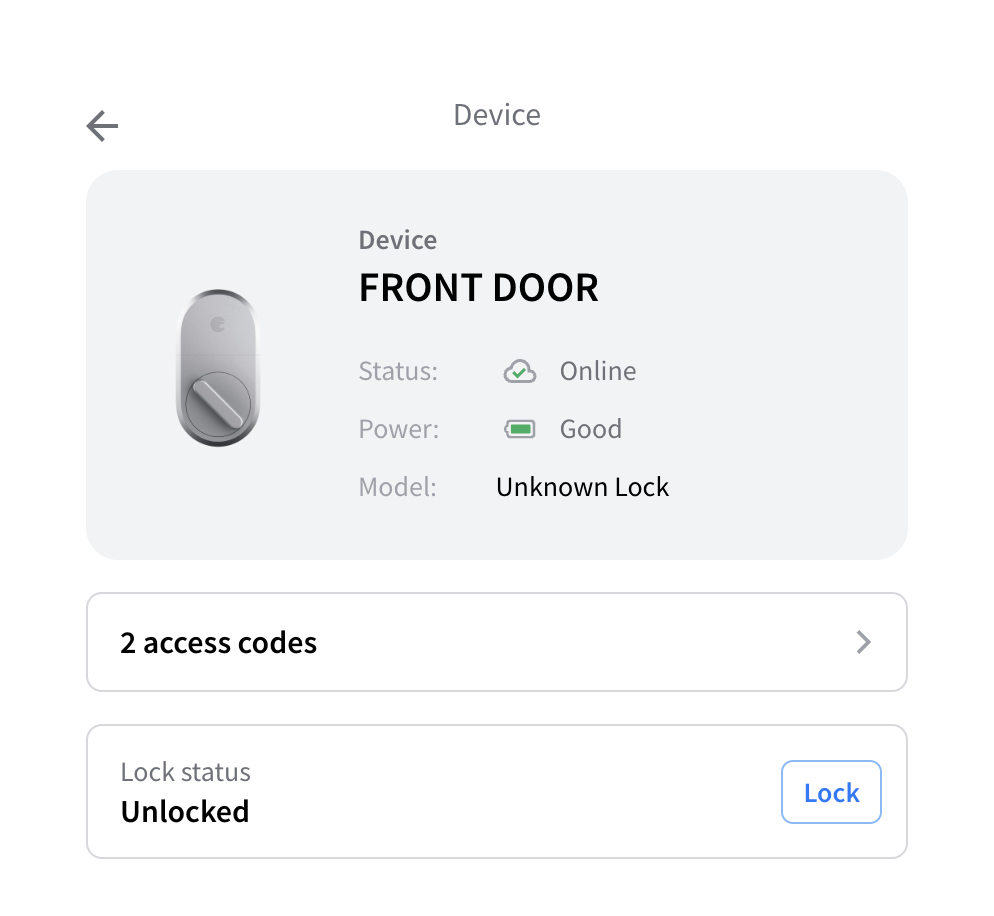 Device
Device
FRONT DOOR
Status: Online
Power: Good
Model: Unknown Lock
2 access codes
Lock status
Unlocked
Lock